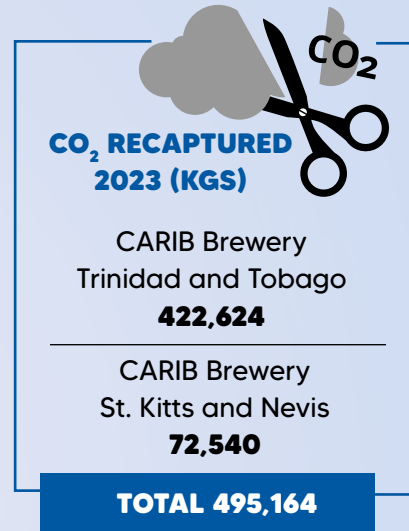 CO2
CO₂ RECAPTURED
2023 (KGS)
CARIB Brewery
Trinidad and Tobago
422,624
CARIB Brewery
St. Kitts and Nevis
72,540
TOTAL 495,164